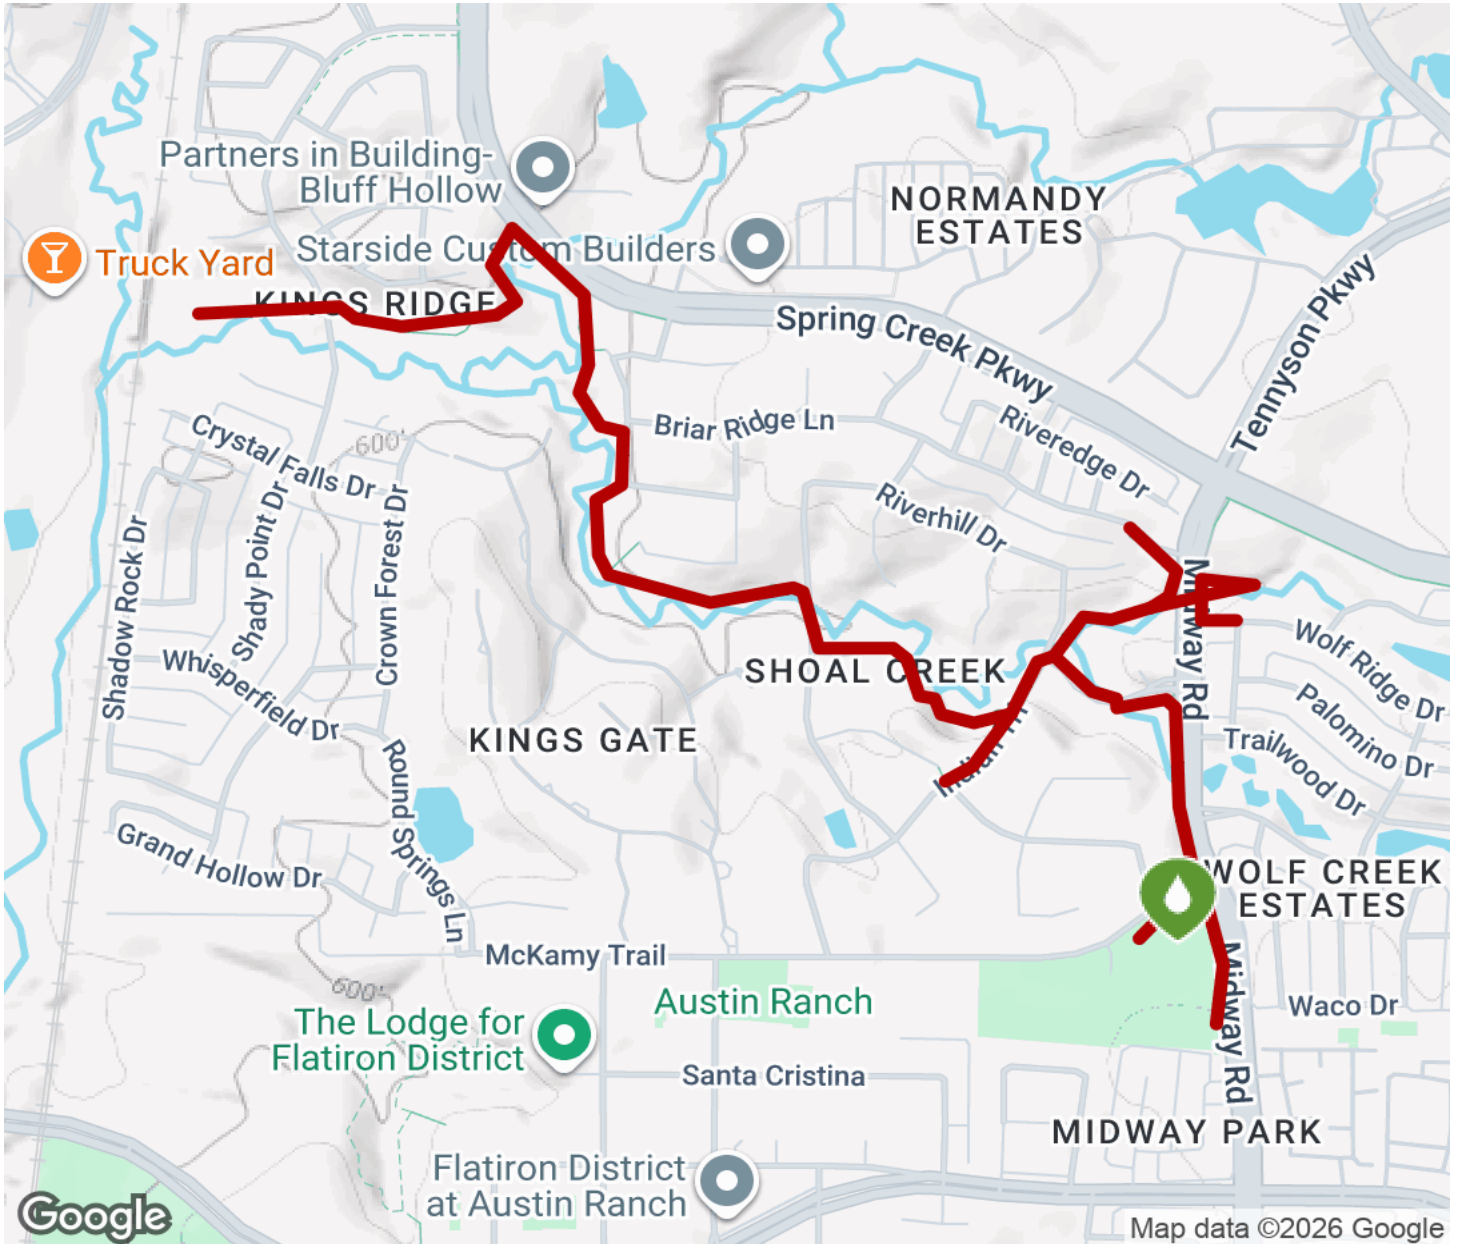 Partners in Building-
Bluff Hollow
NORMANDY
ESTATES
Truck Yard
Starside Custom Builders
KINGS RIDGE
Tennyson Pkwy
Spring Creek Pkwy
Briar Ridge Ln
Riveredge Dr
600'
Crystal Falls Dr
Riverhill Dr
Shadow Rock Dr
Shady Point Dr
Crown Forest Dr
Midway Rd
Wolf Ridge Dr
Whisperfield Dr
SHOAL CREEK
Palomino Dr
KINGS GATE
Indian Trl
Trailwood Dr
Round Springs Ln
Grand Hollow Dr
WOLF CREEK
ESTATES
McKamy Trail
600'
Austin Ranch
Midway Rd
Waco Dr
The Lodge for
Flatiron District
Santa Cristina
MIDWAY PARK
Flatiron District
at Austin Ranch
Google
Map data ©2026 Google